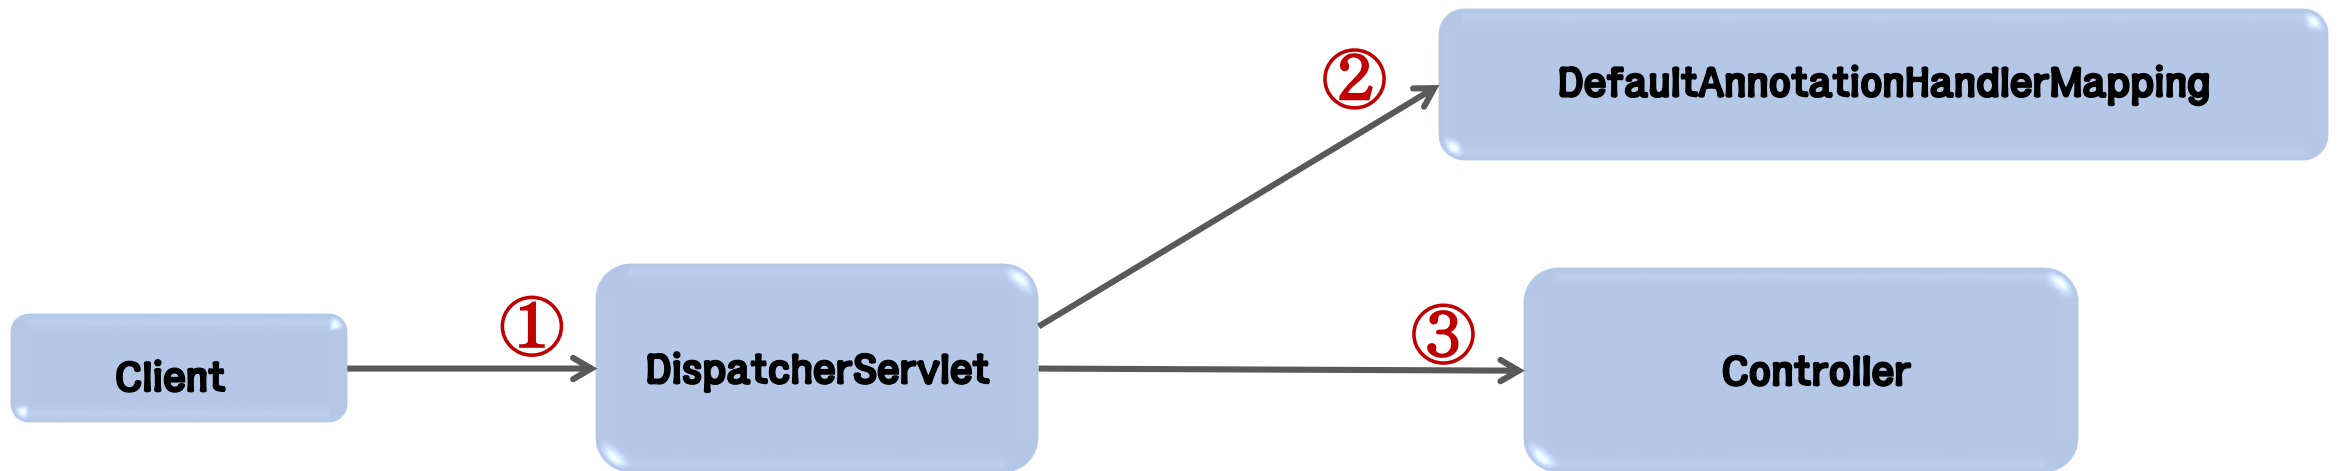 ②
DefaultAnnotationHandlerMapping
①
③
Client
DispatcherServlet
Controller